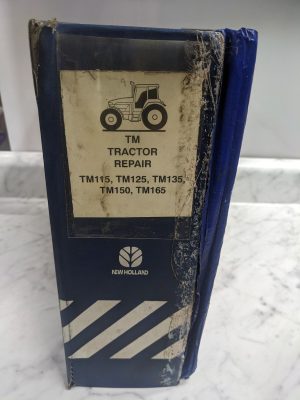 TM
TRACTOR
REPAIR
TM115, TM125, TM135,
TM150, TM165
NEW HOLLAND